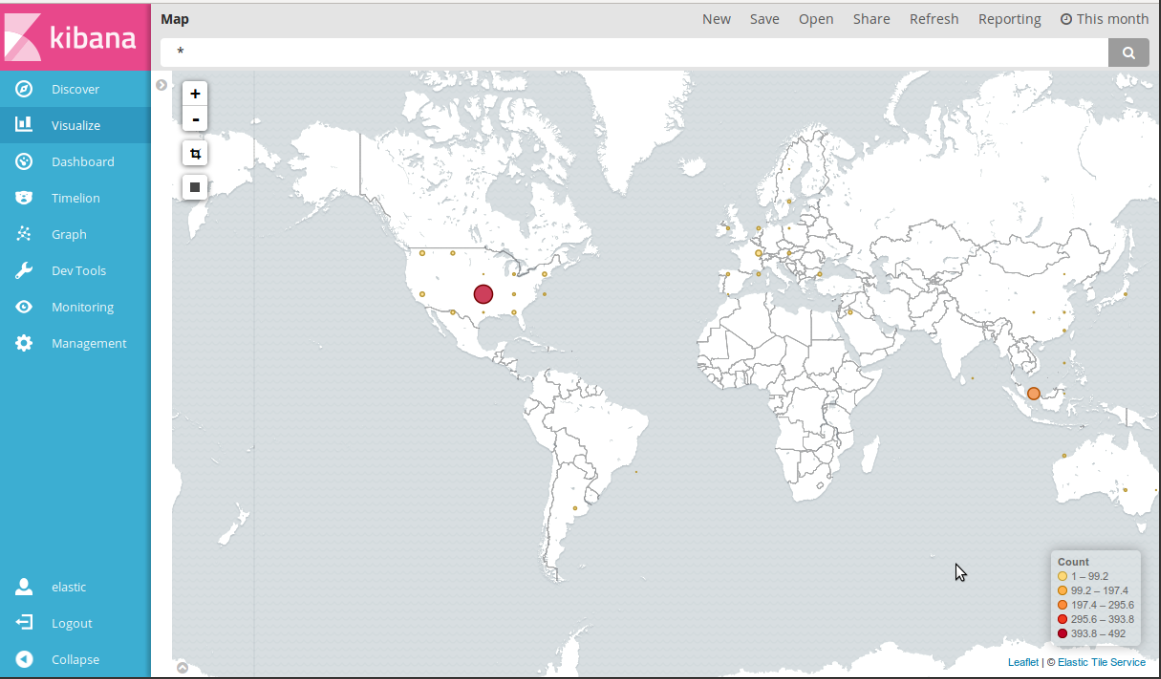 kibana
Map
New Save Open Share Refresh Reporting This month
*
Discover
Visualize
Dashboard
Timelion
Graph
Dev Tools
Monitoring
Management
+
-
Count
1 – 99.2
99.2 – 197.4
197.4 – 295.6
295.6 – 393.8
393.8 – 492
elastic
Logout
Collapse
Leaflet | © Elastic Tile Service